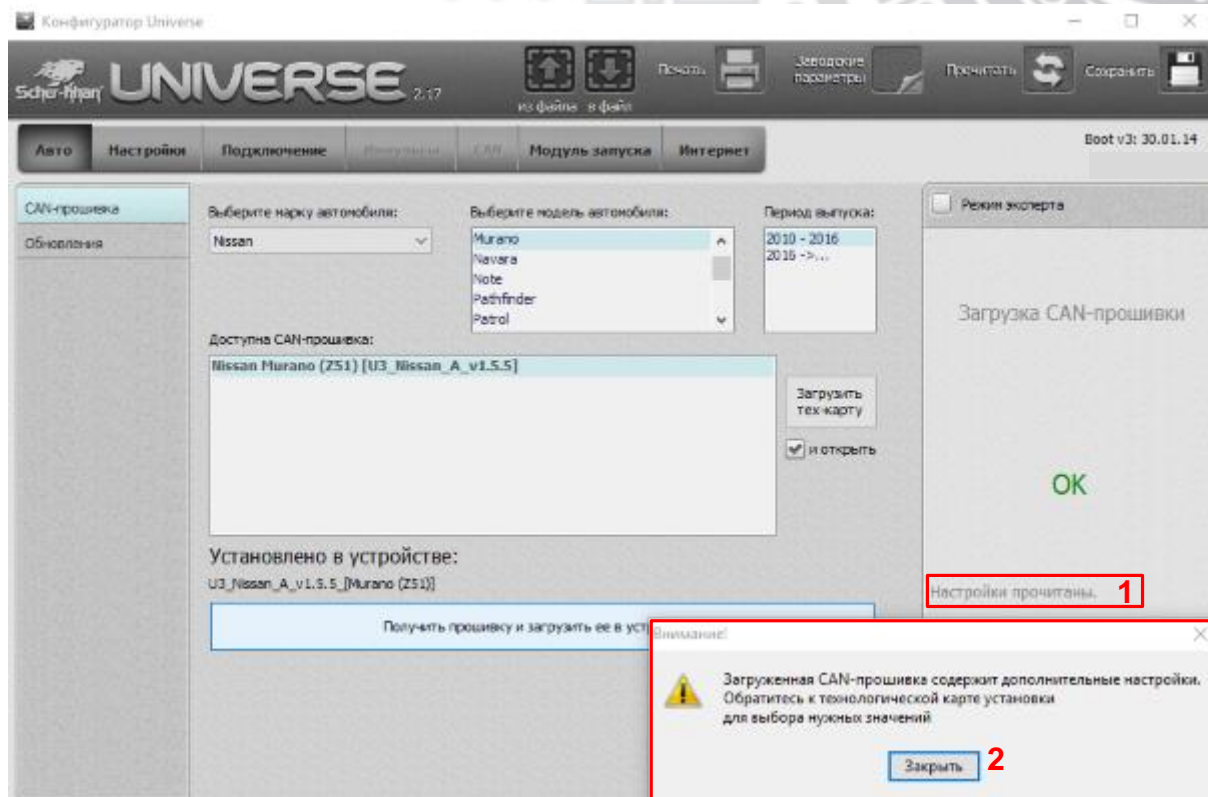 Конфигуратор Universe
Scher-Khan UNIVERSE 2.17
из файла в файл
Печать
Заводские
параметры
Прочитать
Сохранить
Авто Настройки Подключение Импульсы CAN Модуль запуска Интернет
Boot v3: 30.01.14
CAN-прошивка
Обновления
Выберите марку автомобиля:
Nissan
Выберите модель автомобиля:
Murano
Navara
Note
Pathfinder
Patrol
Период выпуска:
2010 - 2016
2016 ->...
Режим эксперта
Загрузка CAN-прошивки
Доступна CAN-прошивка:
Nissan Murano (Z51) [U3_Nissan_A_v1.5.5]
Загрузить
тех-карту
и открыть
OK
Установлено в устройстве:
U3_Nissan_A_v1.5.5_[Murano (Z51)]
Настройки прочитаны. 1
Получить прошивку и загрузить ее в уст
Внимание!
Загруженная CAN-прошивка содержит дополнительные настройки.
Обратитесь к технологической карте установки
для выбора нужных значений
Закрыть 2